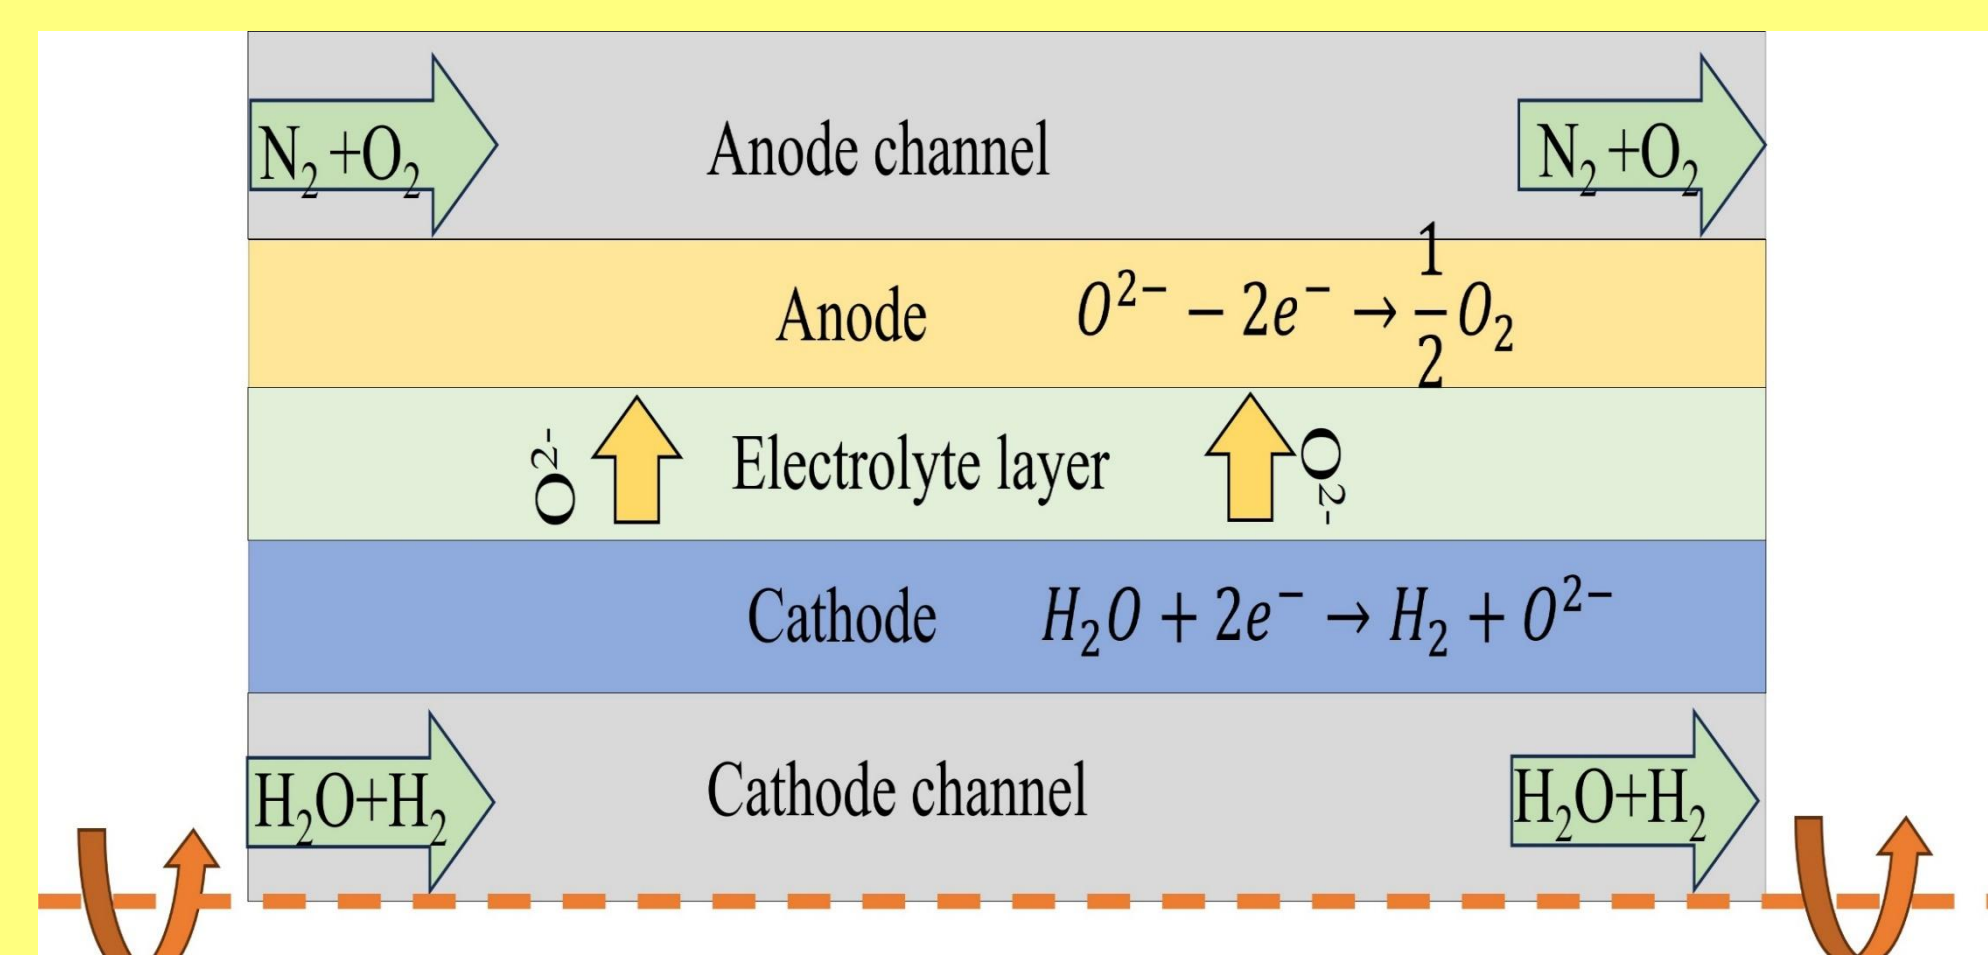 N₂+O₂ Anode channel N₂+O₂
Anode O²⁻ − 2e⁻ → 1/2 O₂
O²⁻ Electrolyte layer O²⁻
Cathode H₂O + 2e⁻ → H₂ + O²⁻
H₂O+H₂ Cathode channel H₂O+H₂